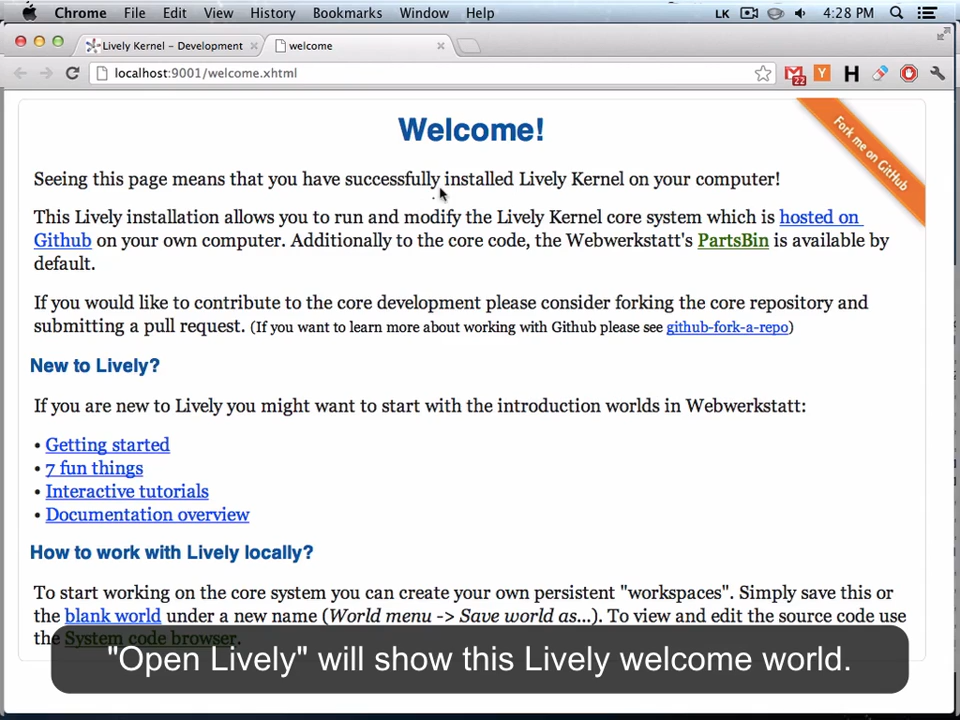 Chrome File Edit View History Bookmarks Window Help LK 4:28 PM
Lively Kernel – Development welcome
localhost:9001/welcome.xhtml 22 Y H
Welcome!
Fork me on GitHub
Seeing this page means that you have successfully installed Lively Kernel on your computer!
This Lively installation allows you to run and modify the Lively Kernel core system which is hosted on
Github on your own computer. Additionally to the core code, the Webwerkstatt's PartsBin is available by
default.
If you would like to contribute to the core development please consider forking the core repository and
submitting a pull request. (If you want to learn more about working with Github please see github-fork-a-repo)
New to Lively?
If you are new to Lively you might want to start with the introduction worlds in Webwerkstatt:
• Getting started
• 7 fun things
• Interactive tutorials
• Documentation overview
How to work with Lively locally?
To start working on the core system you can create your own persistent "workspaces". Simply save this or
the blank world under a new name (World menu -> Save world as...). To view and edit the source code use
the System code browser.
"Open Lively" will show this Lively welcome world.